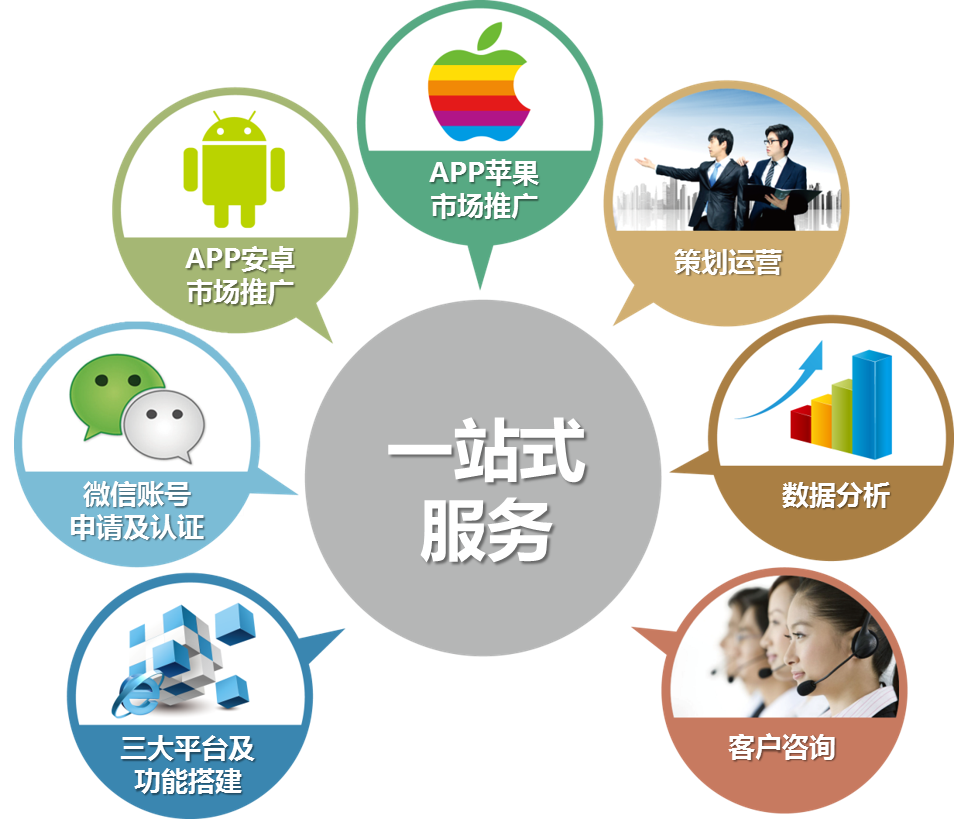 APP苹果
市场推广
APP安卓
市场推广
策划运营
微信账号
申请及认证
一站式
服务
数据分析
三大平台及
功能搭建
客户咨询